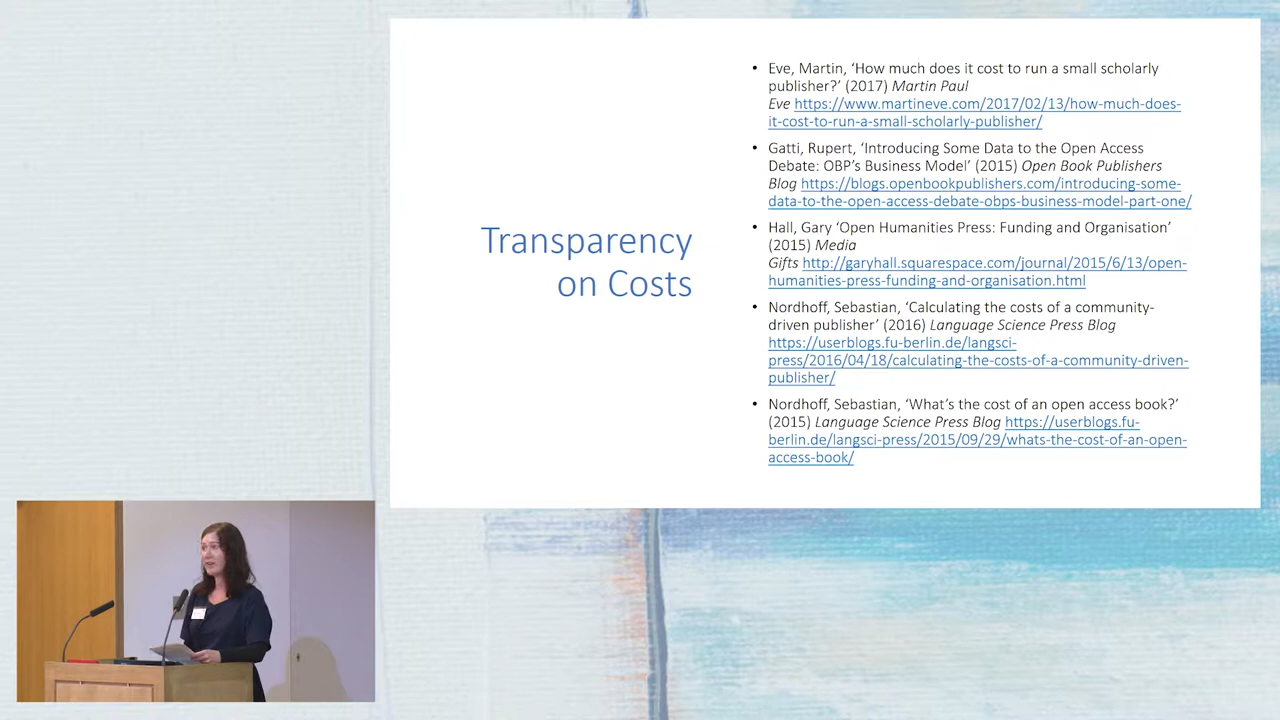 Transparency
on Costs
• Eve, Martin, ‘How much does it cost to run a small scholarly
publisher?’ (2017) Martin Paul
Eve https://www.martineve.com/2017/02/13/how-much-does-
it-cost-to-run-a-small-scholarly-publisher/
• Gatti, Rupert, ‘Introducing Some Data to the Open Access
Debate: OBP’s Business Model’ (2015) Open Book Publishers
Blog https://blogs.openbookpublishers.com/introducing-some-
data-to-the-open-access-debate-obps-business-model-part-one/
• Hall, Gary ‘Open Humanities Press: Funding and Organisation’
(2015) Media
Gifts http://garyhall.squarespace.com/journal/2015/6/13/open-
humanities-press-funding-and-organisation.html
• Nordhoff, Sebastian, ‘Calculating the costs of a community-
driven publisher’ (2016) Language Science Press Blog
https://userblogs.fu-berlin.de/langsci-
press/2016/04/18/calculating-the-costs-of-a-community-driven-
publisher/
• Nordhoff, Sebastian, ‘What’s the cost of an open access book?’
(2015) Language Science Press Blog https://userblogs.fu-
berlin.de/langsci-press/2015/09/29/whats-the-cost-of-an-open-
access-book/